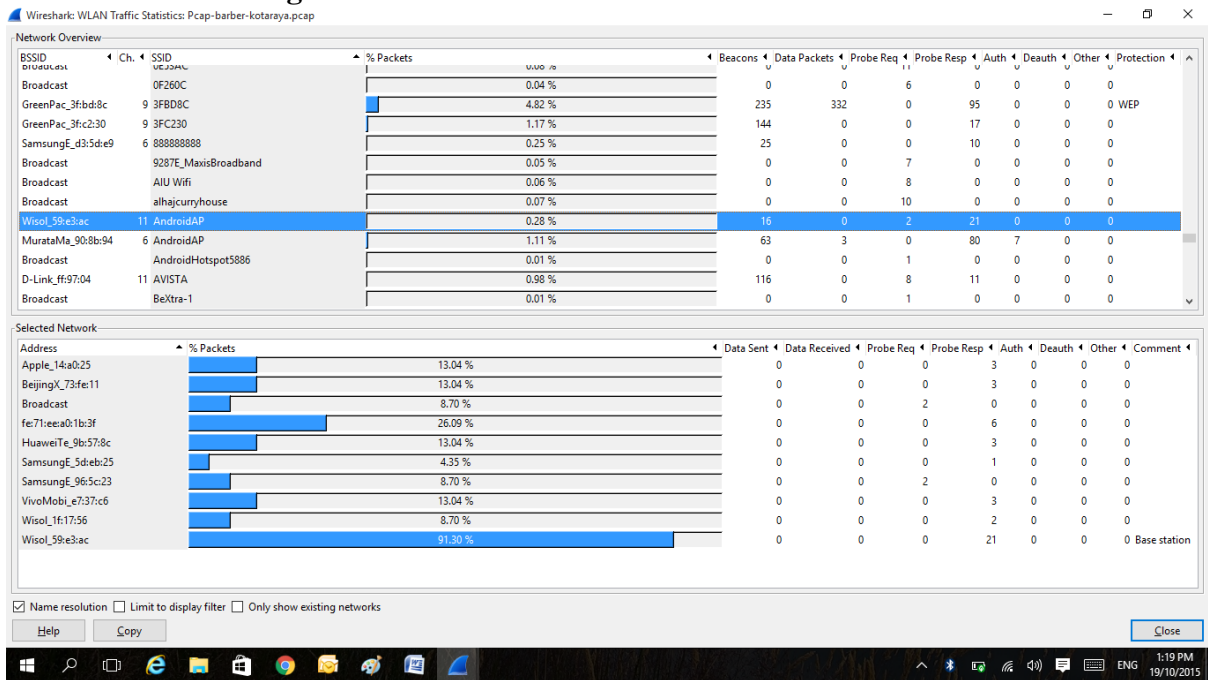 Wireshark: WLAN Traffic Statistics: Pcap-barber-kotaraya.pcap
Network Overview
BSSID Ch. SSID % Packets Beacons Data Packets Probe Req Probe Resp Auth Deauth Other Protection
Broadcast 0E53AC 0.08 % 0 0 11 0 0 0 0
Broadcast 0F260C 0.04 % 0 0 6 0 0 0 0
GreenPac_3f:bd:8c 9 3FBD8C 4.82 % 235 332 0 95 0 0 0 WEP
GreenPac_3f:c2:30 9 3FC230 1.17 % 144 0 0 17 0 0 0
SamsungE_d3:5d:e9 6 888888888 0.25 % 25 0 0 10 0 0 0
Broadcast 9287E_MaxisBroadband 0.05 % 0 0 7 0 0 0 0
Broadcast AIU Wifi 0.06 % 0 0 8 0 0 0 0
Broadcast alhajcurryhouse 0.07 % 0 0 10 0 0 0 0
Wisol_59:e3:ac 11 AndroidAP 0.28 % 16 0 2 21 0 0 0
MurataMa_90:8b:94 6 AndroidAP 1.11 % 63 3 0 80 7 0 0
Broadcast AndroidHotspot5886 0.01 % 0 0 1 0 0 0 0
D-Link_ff:97:04 11 AVISTA 0.98 % 116 0 8 11 0 0 0
Broadcast BeXtra-1 0.01 % 0 0 1 0 0 0 0
Selected Network
Address % Packets Data Sent Data Received Probe Req Probe Resp Auth Deauth Other Comment
Apple_14:a0:25 13.04 % 0 0 0 3 0 0 0
BeijingX_73:fe:11 13.04 % 0 0 0 3 0 0 0
Broadcast 8.70 % 0 0 2 0 0 0 0
fe:71:ee:a0:1b:3f 26.09 % 0 0 0 6 0 0 0
HuaweiTe_9b:57:8c 13.04 % 0 0 0 3 0 0 0
SamsungE_5d:eb:25 4.35 % 0 0 0 1 0 0 0
SamsungE_96:5c:23 8.70 % 0 0 2 0 0 0 0
VivoMobi_e7:37:c6 13.04 % 0 0 0 3 0 0 0
Wisol_1f:17:56 8.70 % 0 0 0 2 0 0 0
Wisol_59:e3:ac 91.30 % 0 0 0 21 0 0 0 Base station
Name resolution Limit to display filter Only show existing networks
Help Copy Close
ENG 1:19 PM
19/10/2015